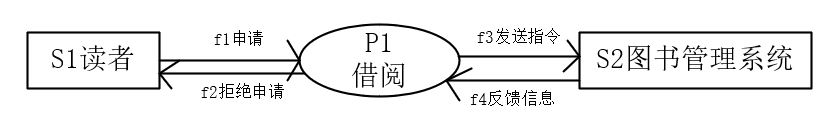 S1读者
f1申请
f2拒绝申请
P1
借阅
f3发送指令
f4反馈信息
S2图书管理系统